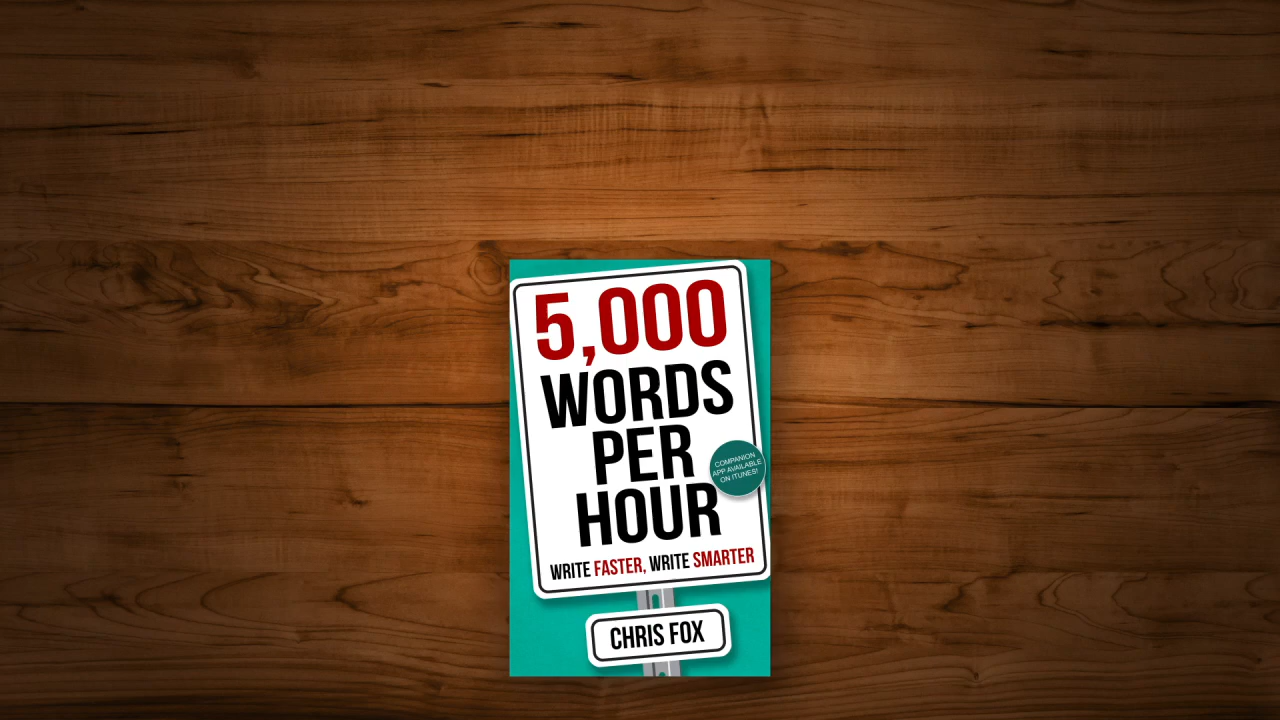 5,000
WORDS
PER
HOUR
COMPANION
APP AVAILABLE
ON ITUNES!
WRITE FASTER, WRITE SMARTER
CHRIS FOX